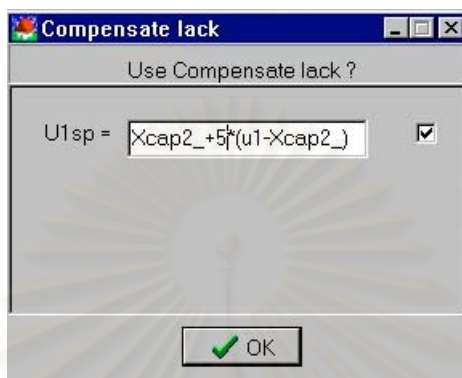 Compensate lack
Use Compensate lack ?
U1sp = Xcap2_+5*(u1-Xcap2_)
OK